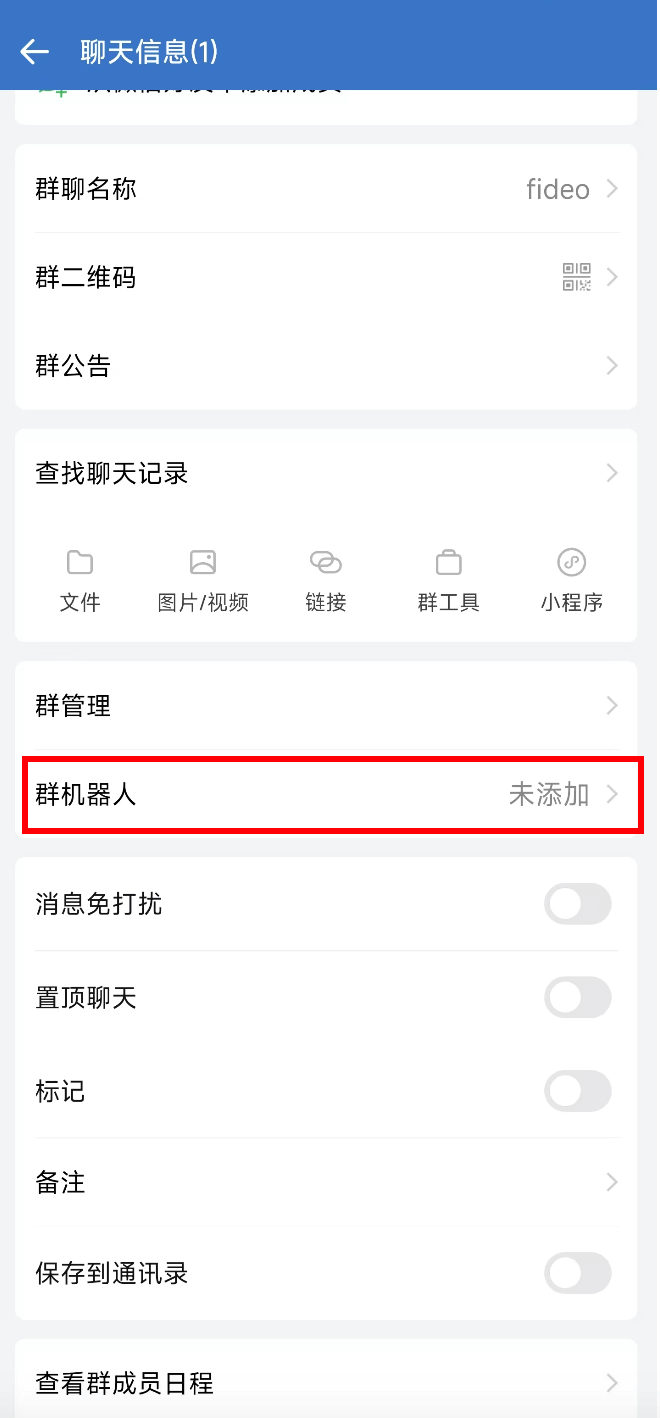 聊天信息(1)
群聊名称 fideo
群二维码
群公告
查找聊天记录
文件 图片/视频 链接 群工具 小程序
群管理
群机器人 未添加
消息免打扰
置顶聊天
标记
备注
保存到通讯录
查看群成员日程